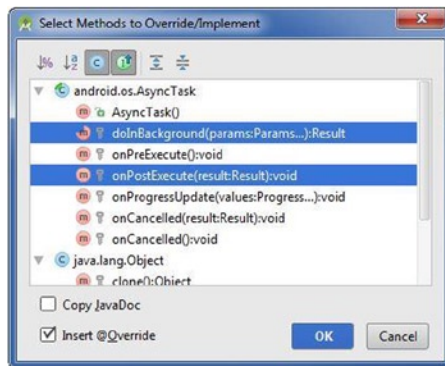 Select Methods to Override/Implement
android.os.AsyncTask
AsyncTask()
doInBackground(params:Params...):Result
onPreExecute():void
onPostExecute(result:Result):void
onProgressUpdate(values:Progress...):void
onCancelled(result:Result):void
onCancelled():void
java.lang.Object
clone():Object
Copy JavaDoc
Insert @Override
OK
Cancel